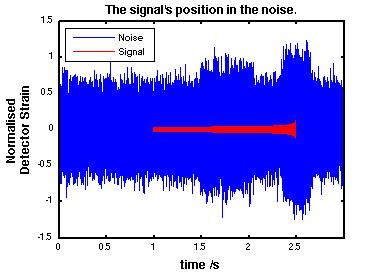 The signal's position in the noise.
1.5
Noise
Signal
1
0.5
0
-0.5
-1
-1.5
Normalised
Detector Strain
0 0.5 1 1.5 2 2.5
time /s